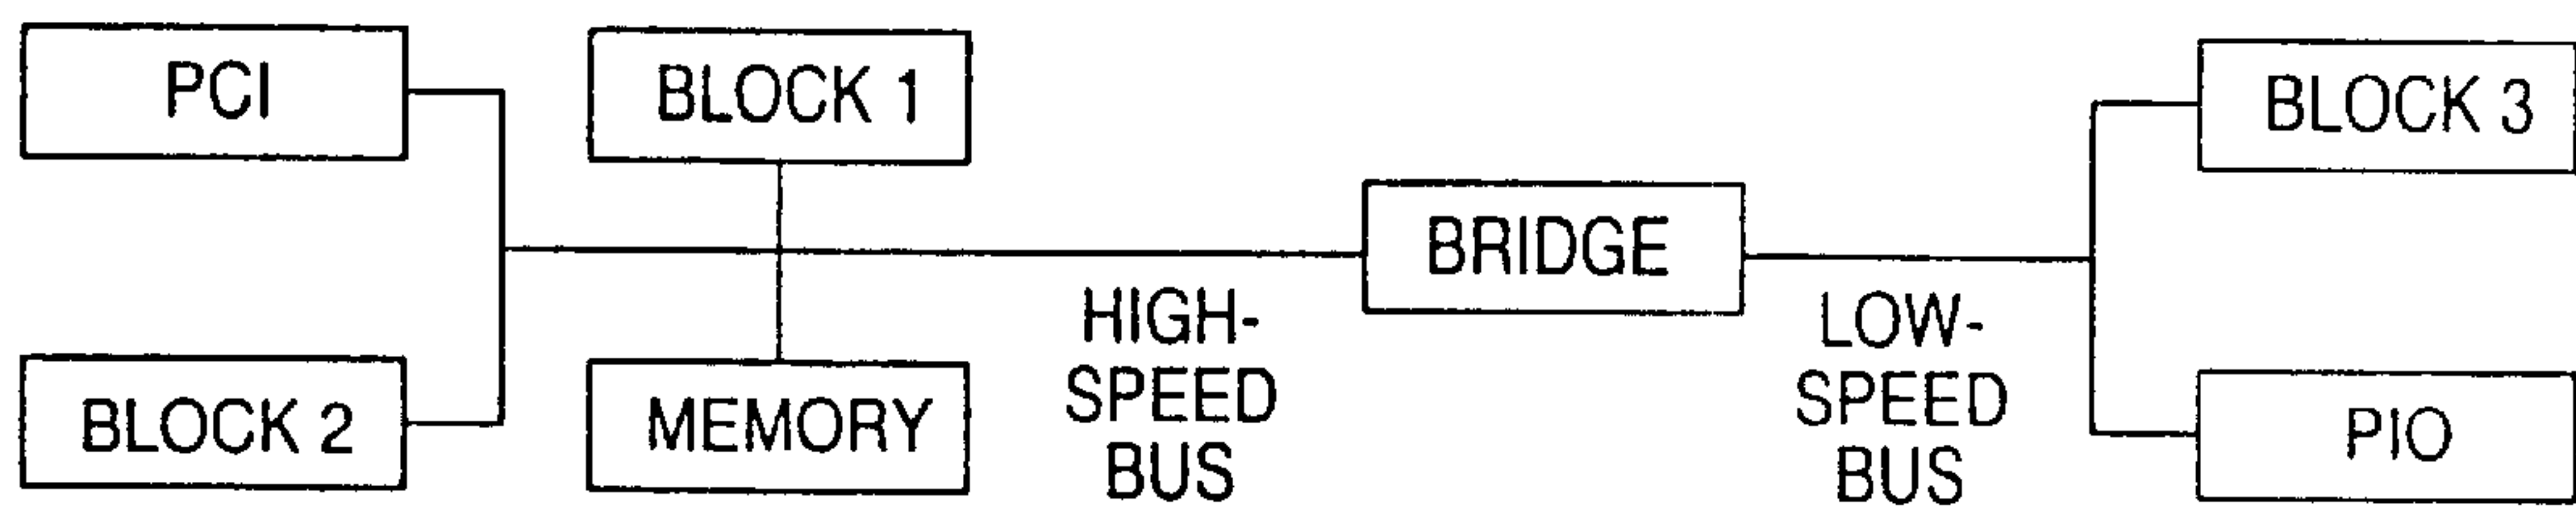 PCI
BLOCK 1
BLOCK 3
BRIDGE
HIGH-
SPEED
BUS
LOW-
SPEED
BUS
BLOCK 2
MEMORY
PIO